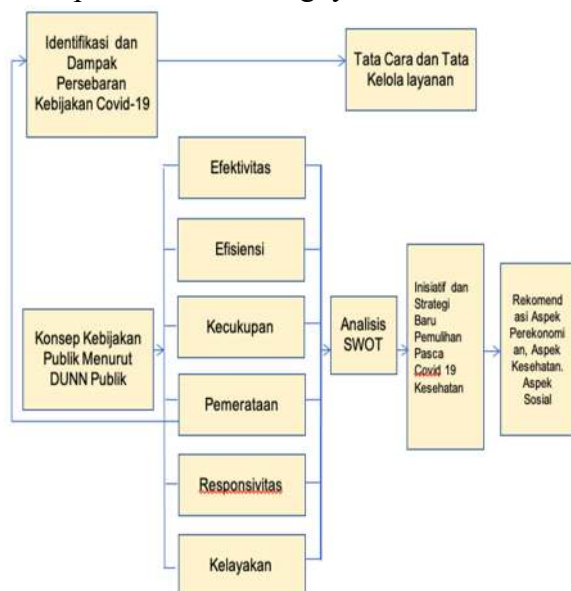 Identifikasi dan
Dampak
Persebaran
Kebijakan Covid-19
Tata Cara dan Tata
Kelola layanan
Efektivitas
Efisiensi
Kecukupan
Pemerataan
Responsivitas
Kelayakan
Konsep Kebijakan
Publik Menurut
DUNN Publik
Analisis
SWOT
Inisiatif dan
Strategi
Baru
Pemulihan
Pasca
Covid 19
Kesehatan
Rekomend
asi Aspek
Perekonomi
an, Aspek
Kesehatan.
Aspek
Sosial